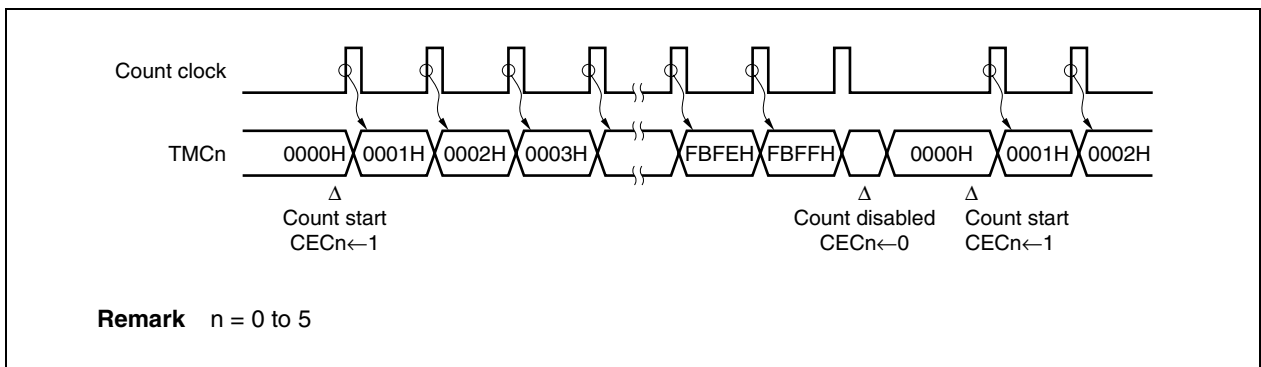 Count clock
TMCn 0000H 0001H 0002H 0003H FBFEH FBFFH 0000H 0001H 0002H
Δ Δ Δ
Count start Count disabled Count start
CECn←1 CECn←0 CECn←1
Remark n = 0 to 5